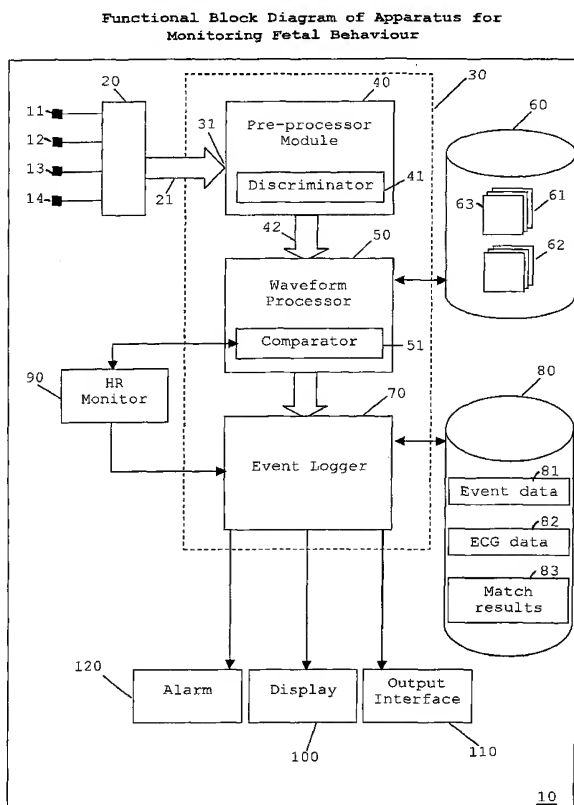 Functional Block Diagram of Apparatus for
Monitoring Fetal Behaviour
20
40
30
60
11
12
13
14
31
21
Pre-processor
Module
Discriminator
41
63
61
62
42
50
Waveform
Processor
Comparator
51
90
HR
Monitor
70
Event Logger
80
81
Event data
82
ECG data
83
Match
results
120
Alarm
Display
Output
Interface
100
110
10